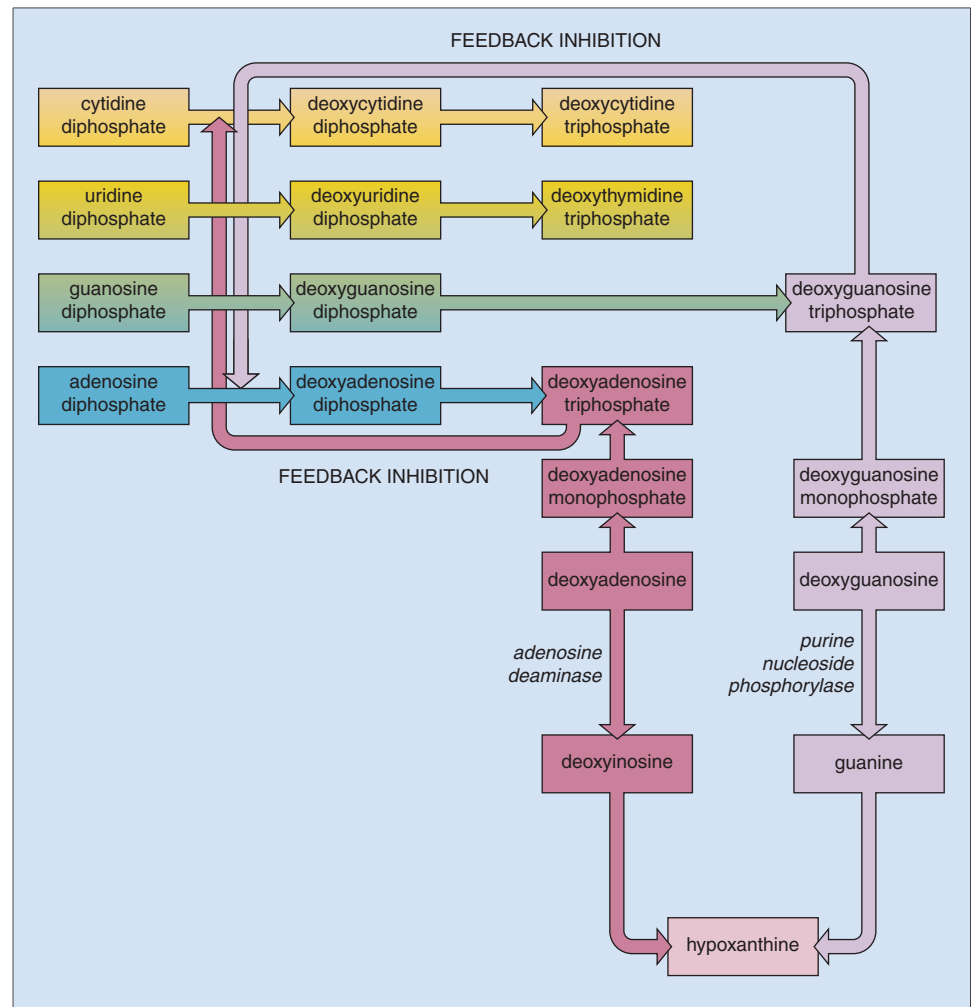 FEEDBACK INHIBITION
cytidine
diphosphate
deoxycytidine
diphosphate
deoxycytidine
triphosphate
uridine
diphosphate
deoxyuridine
diphosphate
deoxythymidine
triphosphate
guanosine
diphosphate
deoxyguanosine
diphosphate
deoxyguanosine
triphosphate
adenosine
diphosphate
deoxyadenosine
diphosphate
deoxyadenosine
triphosphate
FEEDBACK INHIBITION
deoxyadenosine
monophosphate
deoxyguanosine
monophosphate
deoxyadenosine
deoxyguanosine
adenosine
deaminase
purine
nucleoside
phosphorylase
deoxyinosine
guanine
hypoxanthine